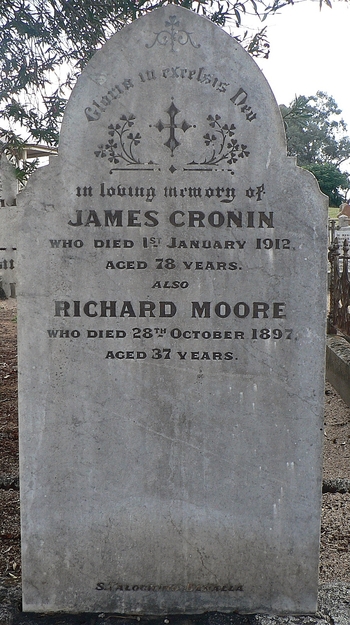 Gloria in excelsis Deo
in loving memory of
JAMES CRONIN
WHO DIED 1ST JANUARY 1912,
AGED 78 YEARS.
ALSO
RICHARD MOORE
WHO DIED 28TH OCTOBER 1897,
AGED 37 YEARS.